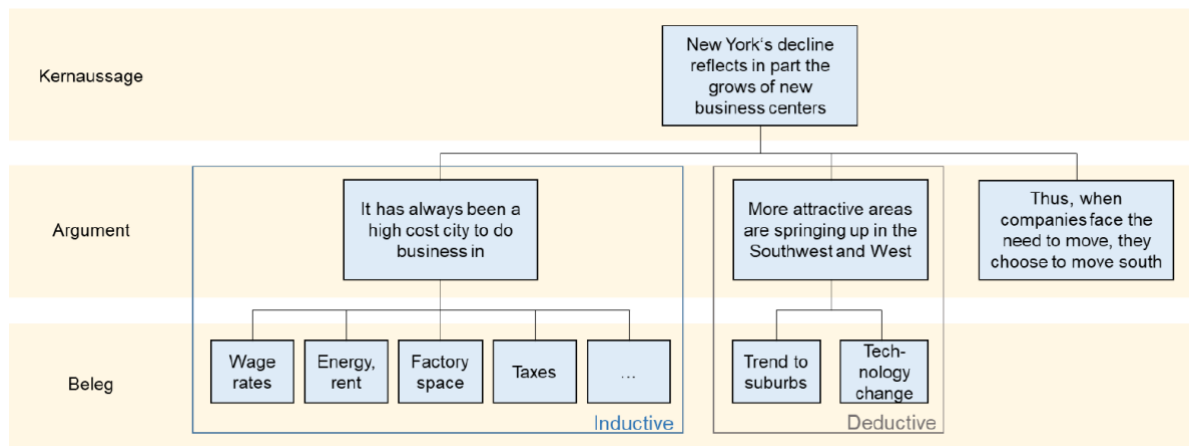 Kernaussage
New York‘s decline
reflects in part the
grows of new
business centers
Argument
It has always been a
high cost city to do
business in
More attractive areas
are springing up in the
Southwest and West
Thus, when
companies face the
need to move, they
choose to move south
Beleg
Wage
rates
Energy,
rent
Factory
space
Taxes
...
Trend to
suburbs
Tech-
nology
change
Inductive
Deductive